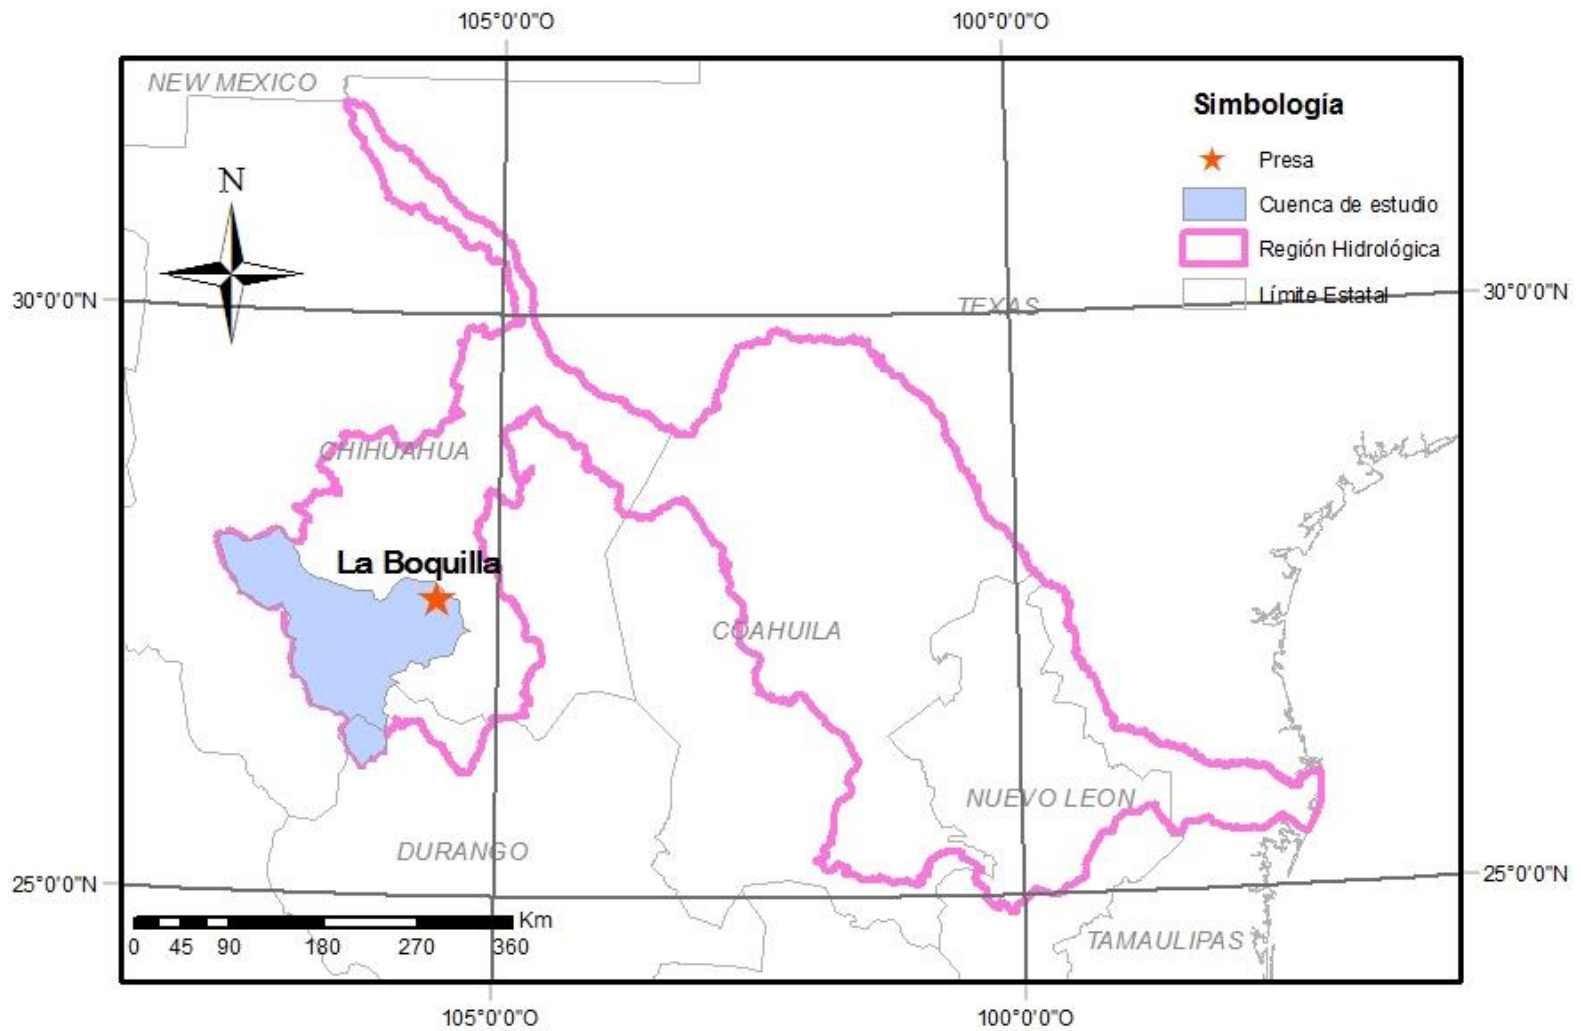 105°0'0"O 100°0'0"O
NEW MEXICO
Simbología
Presa
N
Cuenca de estudio
Región Hidrológica
30°0'0"N TEXAS Límite Estatal 30°0'0"N
CHIHUAHUA
La Boquilla
COAHUILA
NUEVO LEON
DURANGO
25°0'0"N 25°0'0"N
Km
0 45 90 180 270 360
TAMAULIPAS
105°0'0"O 100°0'0"O